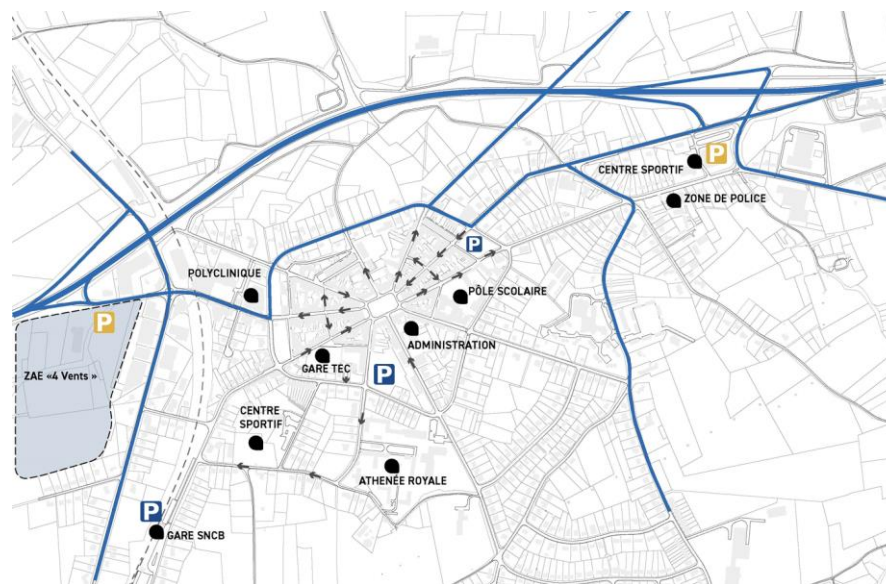 P
CENTRE SPORTIF
ZONE DE POLICE
P
POLYCLINIQUE
PÔLE SCOLAIRE
P
ADMINISTRATION
GARE TEC
P
ZAE «4 Vents »
CENTRE
SPORTIF
ATHENÉE ROYALE
P
GARE SNCB